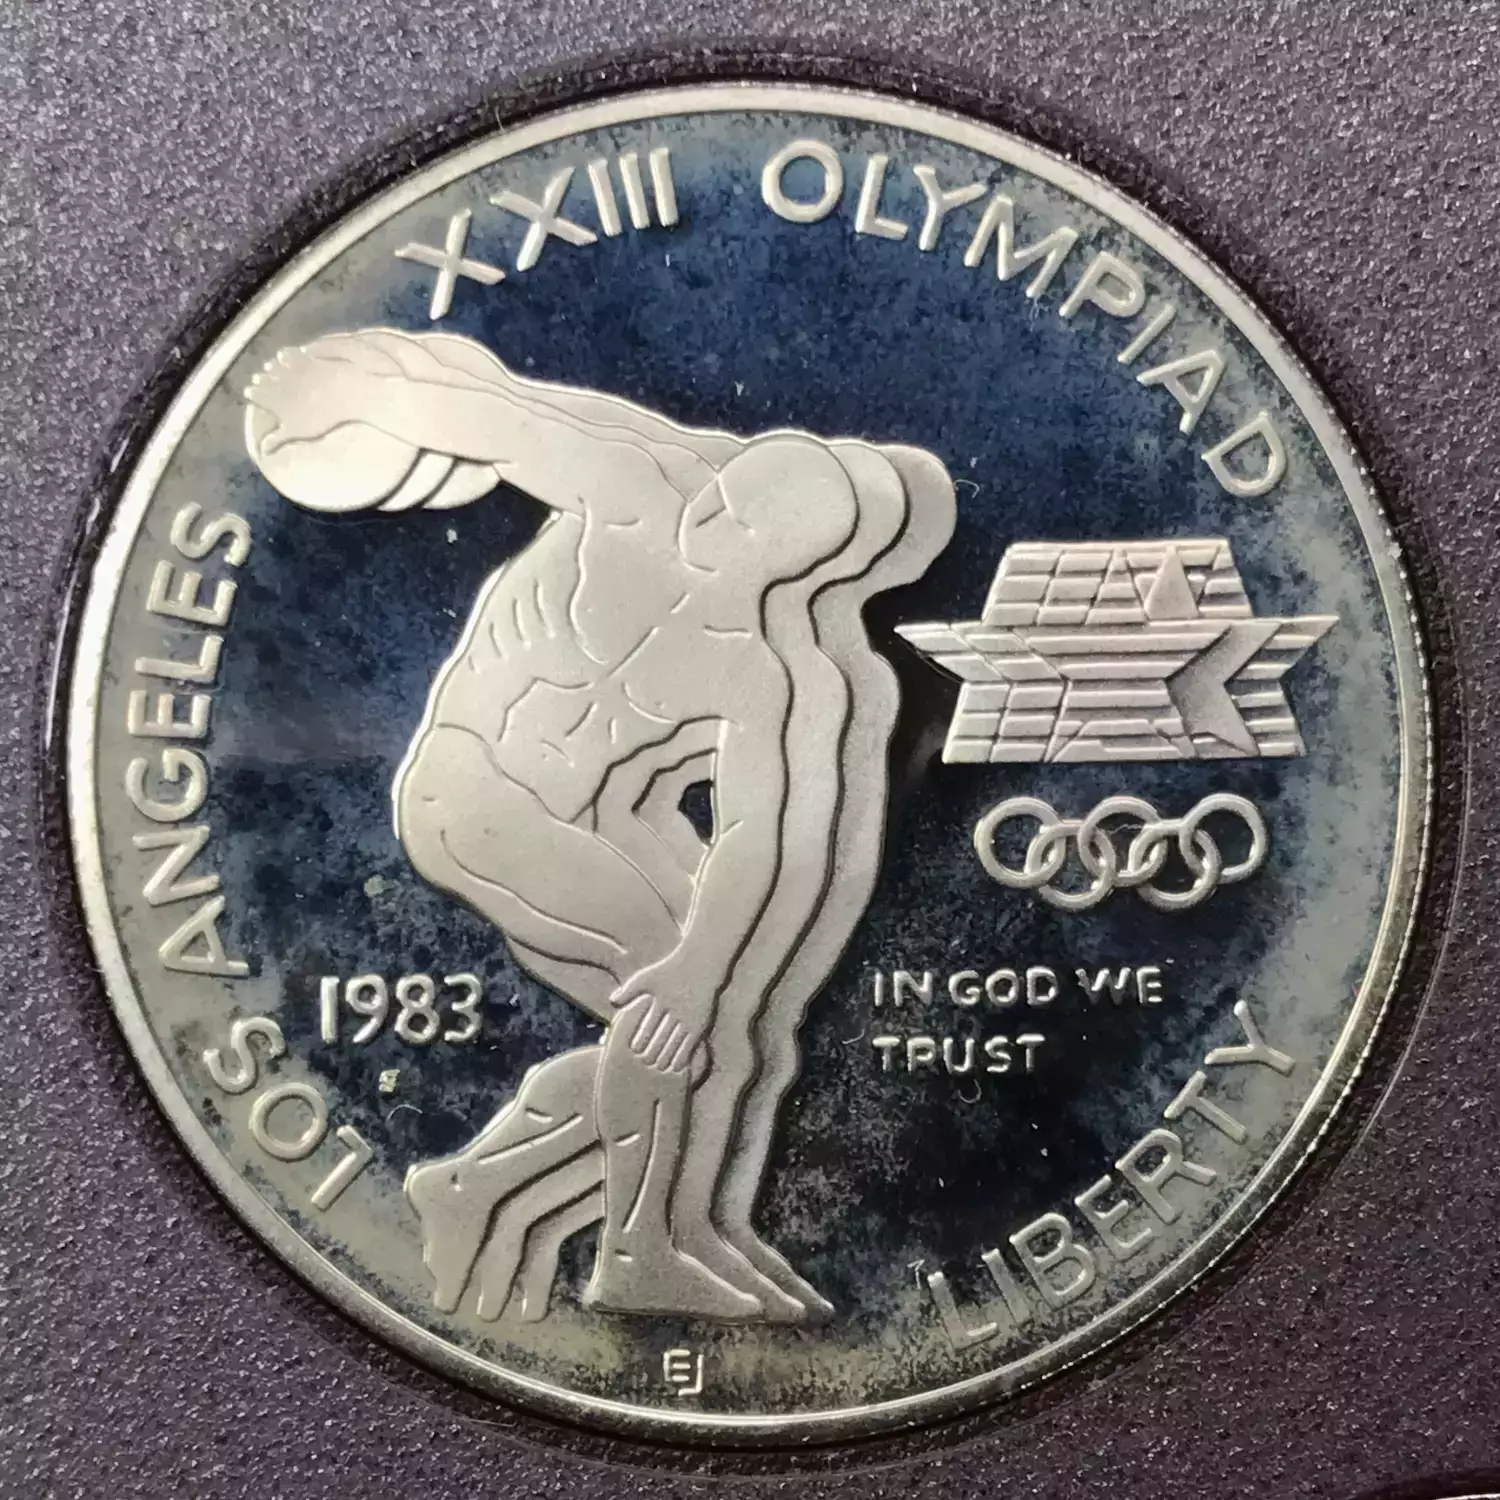 XXIII OLYMPIAD
LOS ANGELES
1983
IN GOD WE
TRUST
LIBERTY
EJ